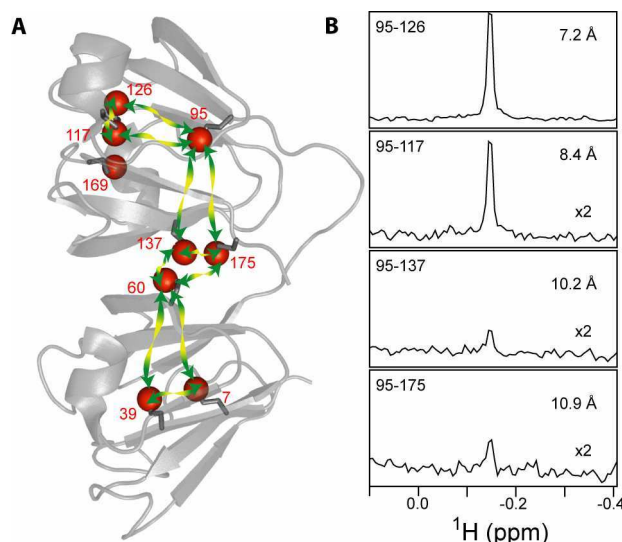 A
126
95
117
169
137
175
60
39
7
B
95-126
7.2 Å
95-117
8.4 Å
x2
95-137
10.2 Å
x2
95-175
10.9 Å
x2
0.0 -0.2 -0.4
¹H (ppm)